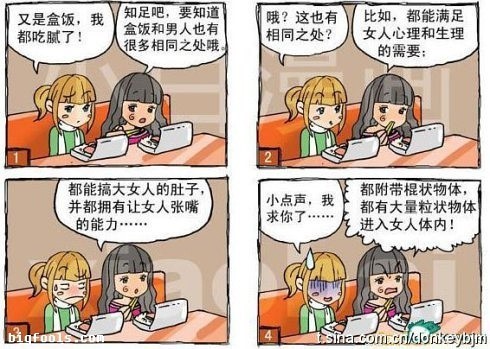 又是盒饭，我
都吃腻了！
知足吧，要知道
盒饭和男人也有
很多相同之处哦。
1
哦？这也有
相同之处？
比如，都能满足
女人心理和生理
的需要：
2
都能搞大女人的肚子，
并都拥有让女人张嘴
的能力……
3
小点声，我
求你了……
都附带棍状物体，
都有大量粒状物体
进入女人体内！
4
bigfools.com
t.sina.com.cn/donkeybjm